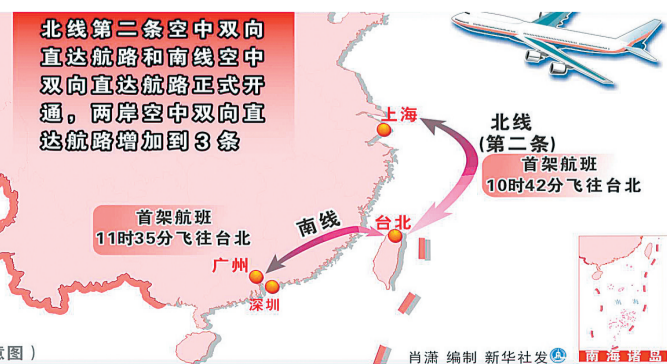 北线第二条空中双向
直达航路和南线空中
双向直达航路正式开
通，两岸空中双向直
达航路增加到3条
上海
北线
(第二条)
首架航班
10时42分飞往台北
首架航班
11时35分飞往台北
南线
台北
广州
深圳
意图）
肖潇 编制 新华社发
南海诸岛